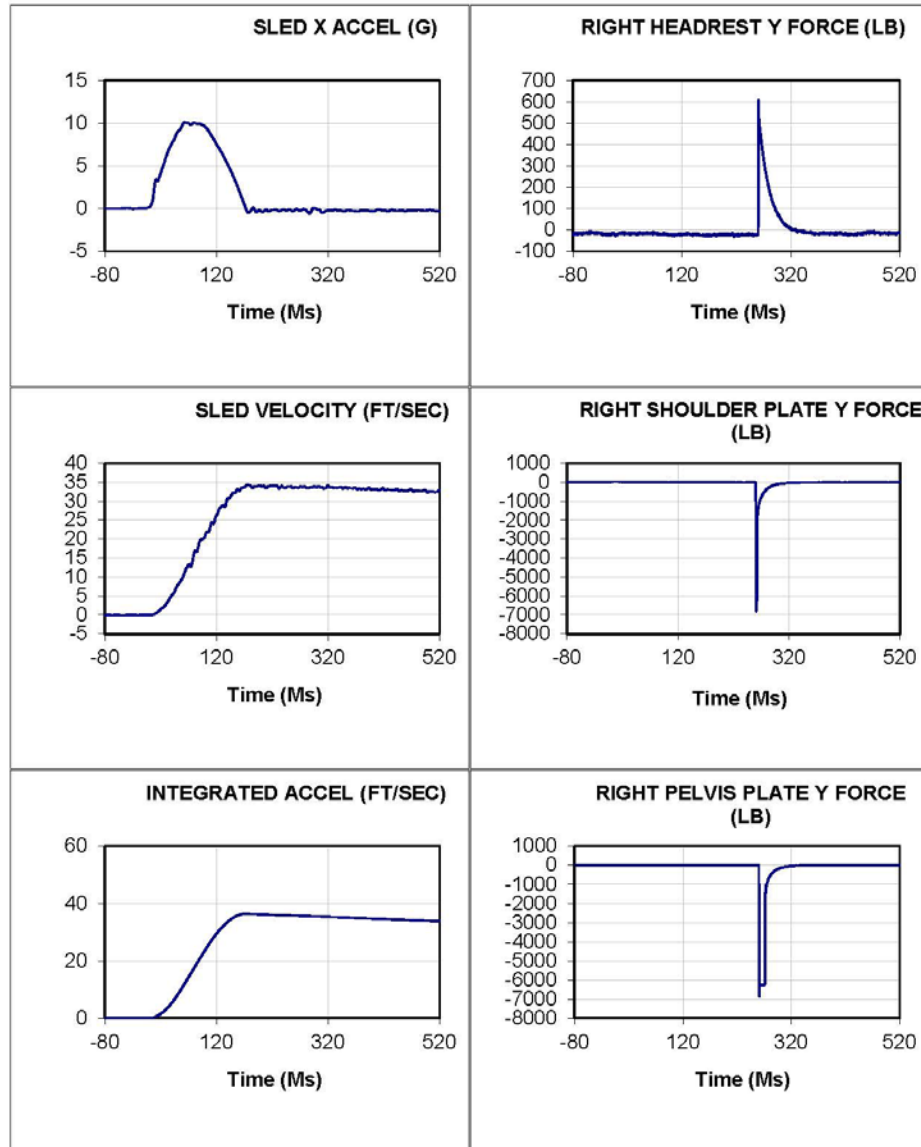 SLED X ACCEL (G)
15
10
5
0
-5
-80 120 320 520
Time (Ms)
RIGHT HEADREST Y FORCE (LB)
700
600
500
400
300
200
100
0
-100
-80 120 320 520
Time (Ms)
SLED VELOCITY (FT/SEC)
40
35
30
25
20
15
10
5
0
-5
-80 120 320 520
Time (Ms)
RIGHT SHOULDER PLATE Y FORCE
(LB)
1000
0
-1000
-2000
-3000
-4000
-5000
-6000
-7000
-8000
-80 120 320 520
Time (Ms)
INTEGRATED ACCEL (FT/SEC)
60
40
20
0
-80 120 320 520
Time (Ms)
RIGHT PELVIS PLATE Y FORCE
(LB)
1000
0
-1000
-2000
-3000
-4000
-5000
-6000
-7000
-8000
-80 120 320 520
Time (Ms)